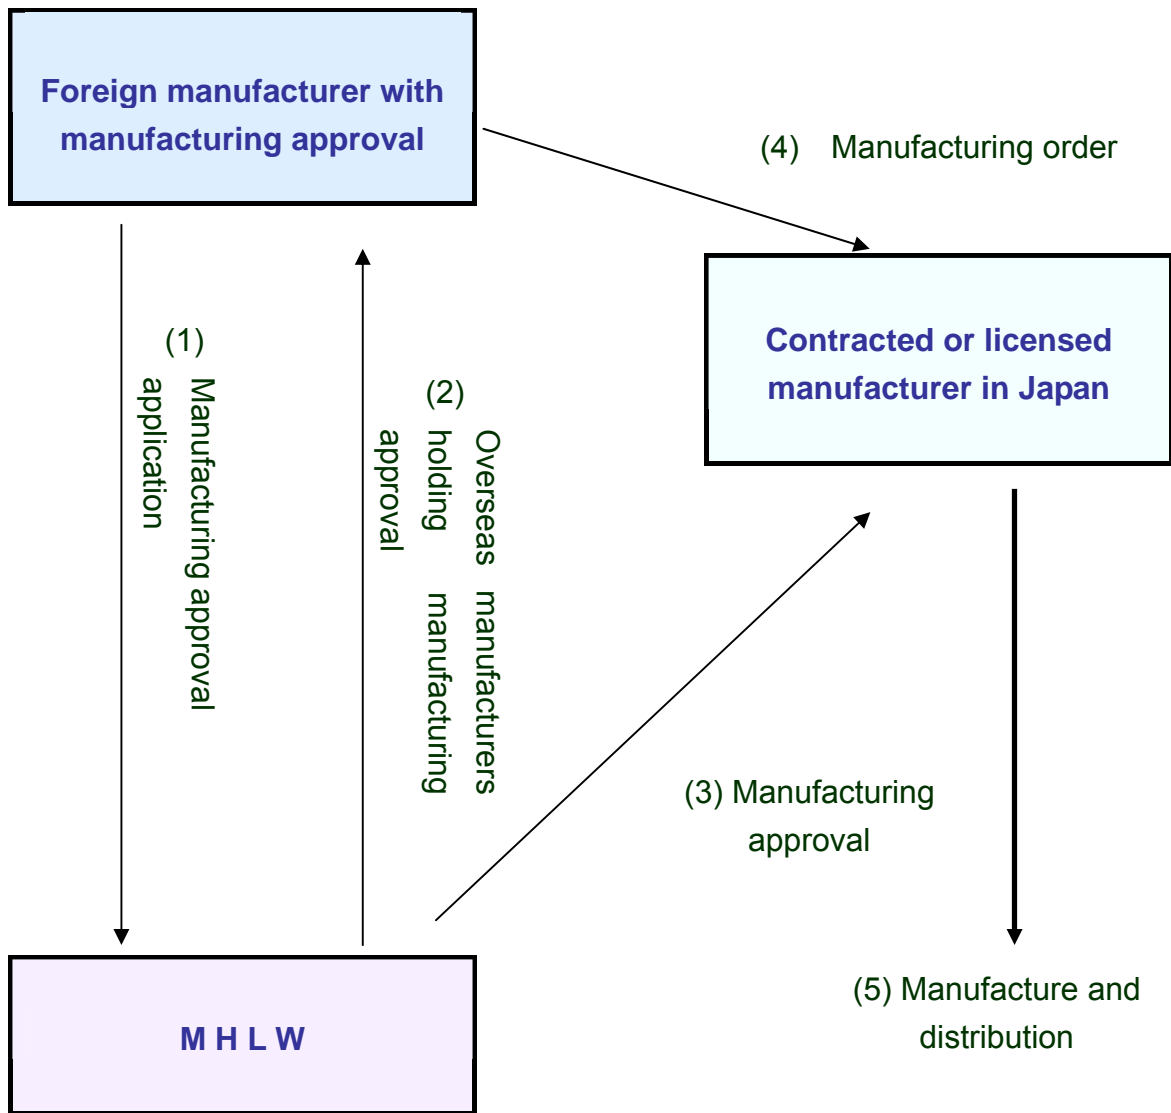 Foreign manufacturer with
manufacturing approval
(4) Manufacturing order
Contracted or licensed
manufacturer in Japan
(1)
Manufacturing approval
application
(2)
Overseas manufacturers
holding manufacturing
approval
(3) Manufacturing
approval
(5) Manufacture and
distribution
M H L W